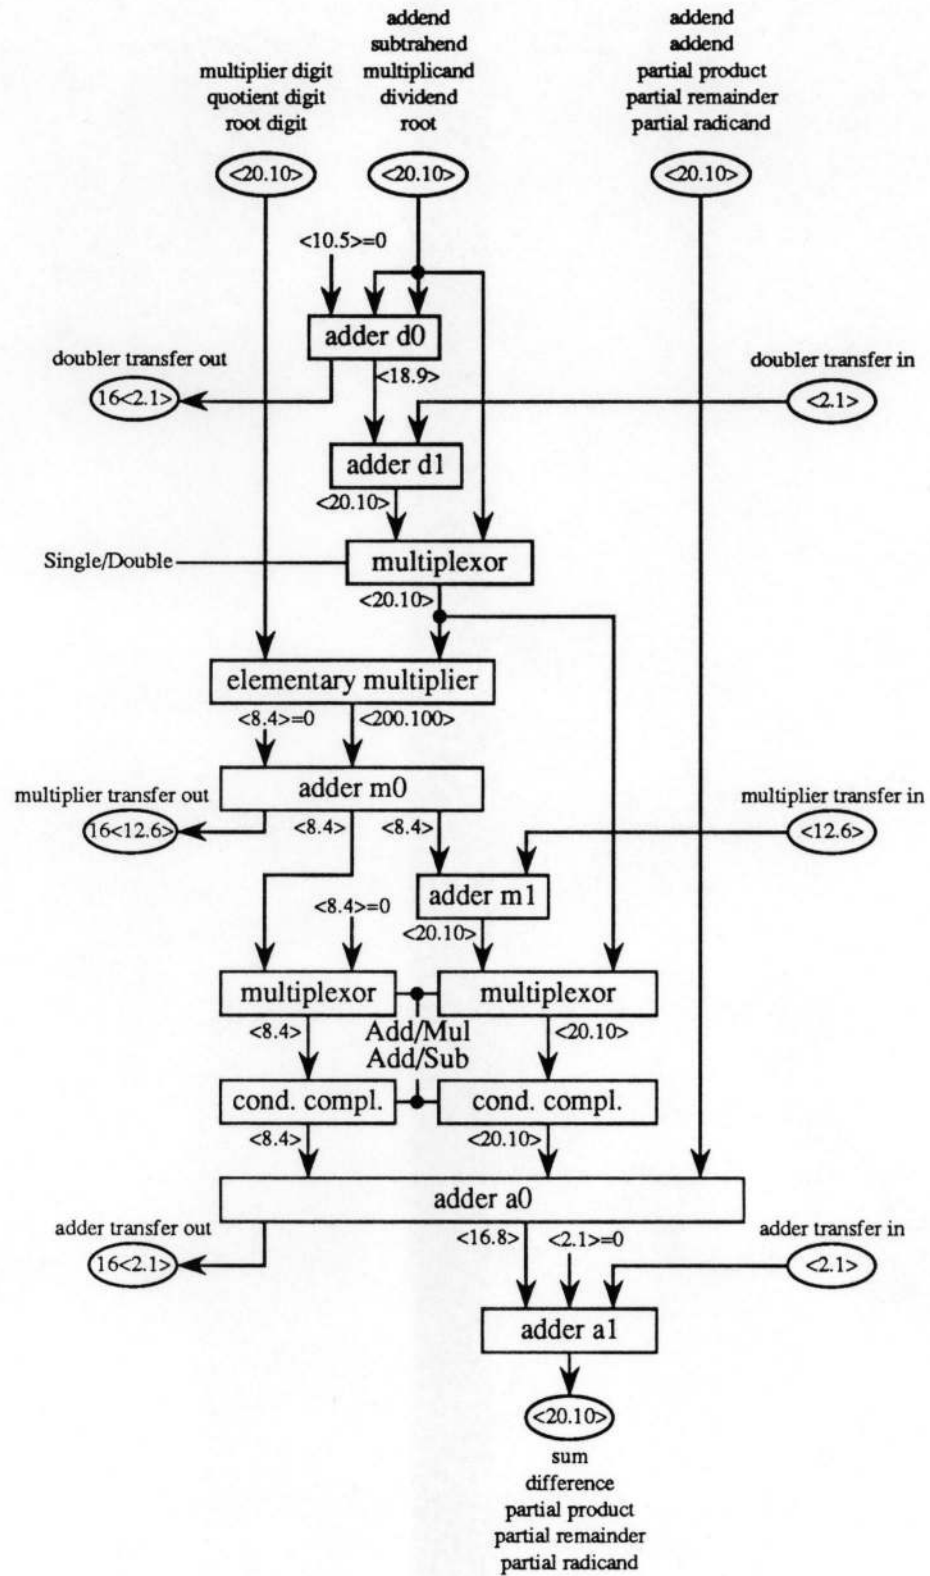 addend
subtrahend
multiplicand
dividend
root
addend
addend
partial product
partial remainder
partial radicand
multiplier digit
quotient digit
root digit
<20.10>
<20.10>
<20.10>
<10.5>=0
adder d0
doubler transfer out
<18.9>
doubler transfer in
16<2.1>
<2.1>
adder d1
<20.10>
Single/Double
multiplexor
<20.10>
elementary multiplier
<8.4>=0
<200.100>
adder m0
multiplier transfer out
multiplier transfer in
16<12.6>
<8.4>
<8.4>
<12.6>
adder m1
<8.4>=0
<20.10>
multiplexor
multiplexor
<8.4>
Add/Mul
<20.10>
Add/Sub
cond. compl.
cond. compl.
<8.4>
<20.10>
adder a0
adder transfer out
<16.8>
<2.1>=0
adder transfer in
16<2.1>
<2.1>
adder a1
<20.10>
sum
difference
partial product
partial remainder
partial radicand